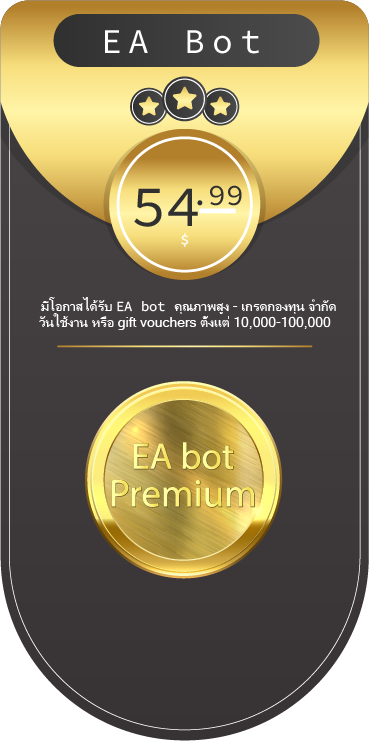 EA Bot
54.99
$
มีโอกาสได้รับ EA bot คุณภาพสูง - เกรดกองทุน จำกัด
วันใช้งาน หรือ gift vouchers ตั้งแต่ 10,000-100,000
EA bot
Premium